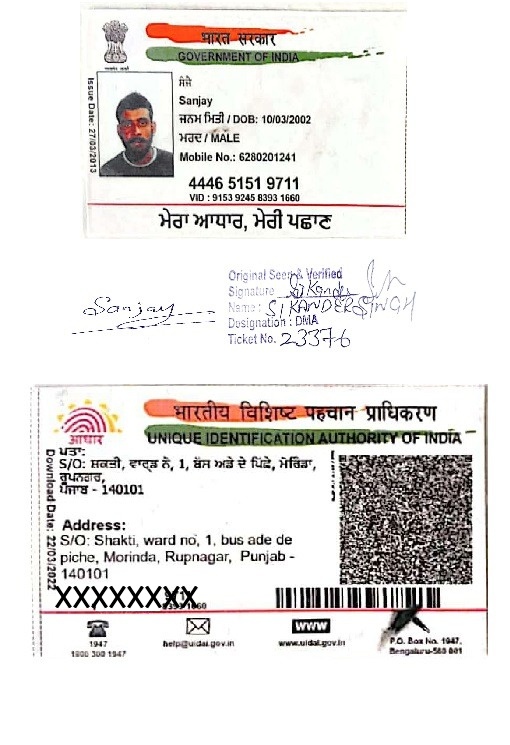 भारत सरकार
GOVERNMENT OF INDIA
Issue Date: 27/03/2013
ਸੰਜੇ
Sanjay
ਜਨਮ ਮਿਤੀ / DOB: 10/03/2002
ਮਰਦ / MALE
Mobile No.: 6280201241
4446 5151 9711
VID : 9153 9245 8393 1660
ਮੇਰਾ ਆਧਾਰ, ਮੇਰੀ ਪਛਾਣ
Sanjay
Original Seen & Verified
Signature Sikander
Name : SIKANDER SINGH
Designation : DMA
Ticket No. 23376
भारतीय विशिष्ट पहचान प्राधिकरण
UNIQUE IDENTIFICATION AUTHORITY OF INDIA
आधार
Download Date: 22/03/2022
ਪਤਾ:
S/O: ਸ਼ਕਤੀ, ਵਾਰਡ ਨੋ, 1, ਬੱਸ ਅਡੇ ਦੇ ਪਿੱਛੇ, ਮੋਰਿੰਡਾ,
ਰੂਪਨਗਰ,
ਪੰਜਾਬ - 140101
Address:
S/O: Shakti, ward no, 1, bus ade de
piche, Morinda, Rupnagar, Punjab -
140101
XXXXXXXX
1947
1800 300 1947
help@uidai.gov.in
www
www.uidai.gov.in
P.O. Box No. 1947,
Bengaluru-560 001